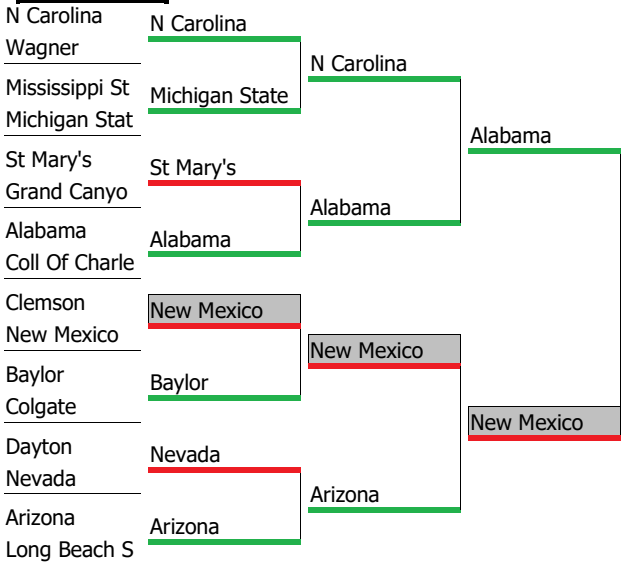 N Carolina
Wagner
Mississippi St
Michigan Stat
St Mary's
Grand Canyo
Alabama
Coll Of Charle
Clemson
New Mexico
Baylor
Colgate
Dayton
Nevada
Arizona
Long Beach S
N Carolina
Michigan State
St Mary's
Alabama
New Mexico
Baylor
Nevada
Arizona
N Carolina
Alabama
New Mexico
Arizona
Alabama
New Mexico